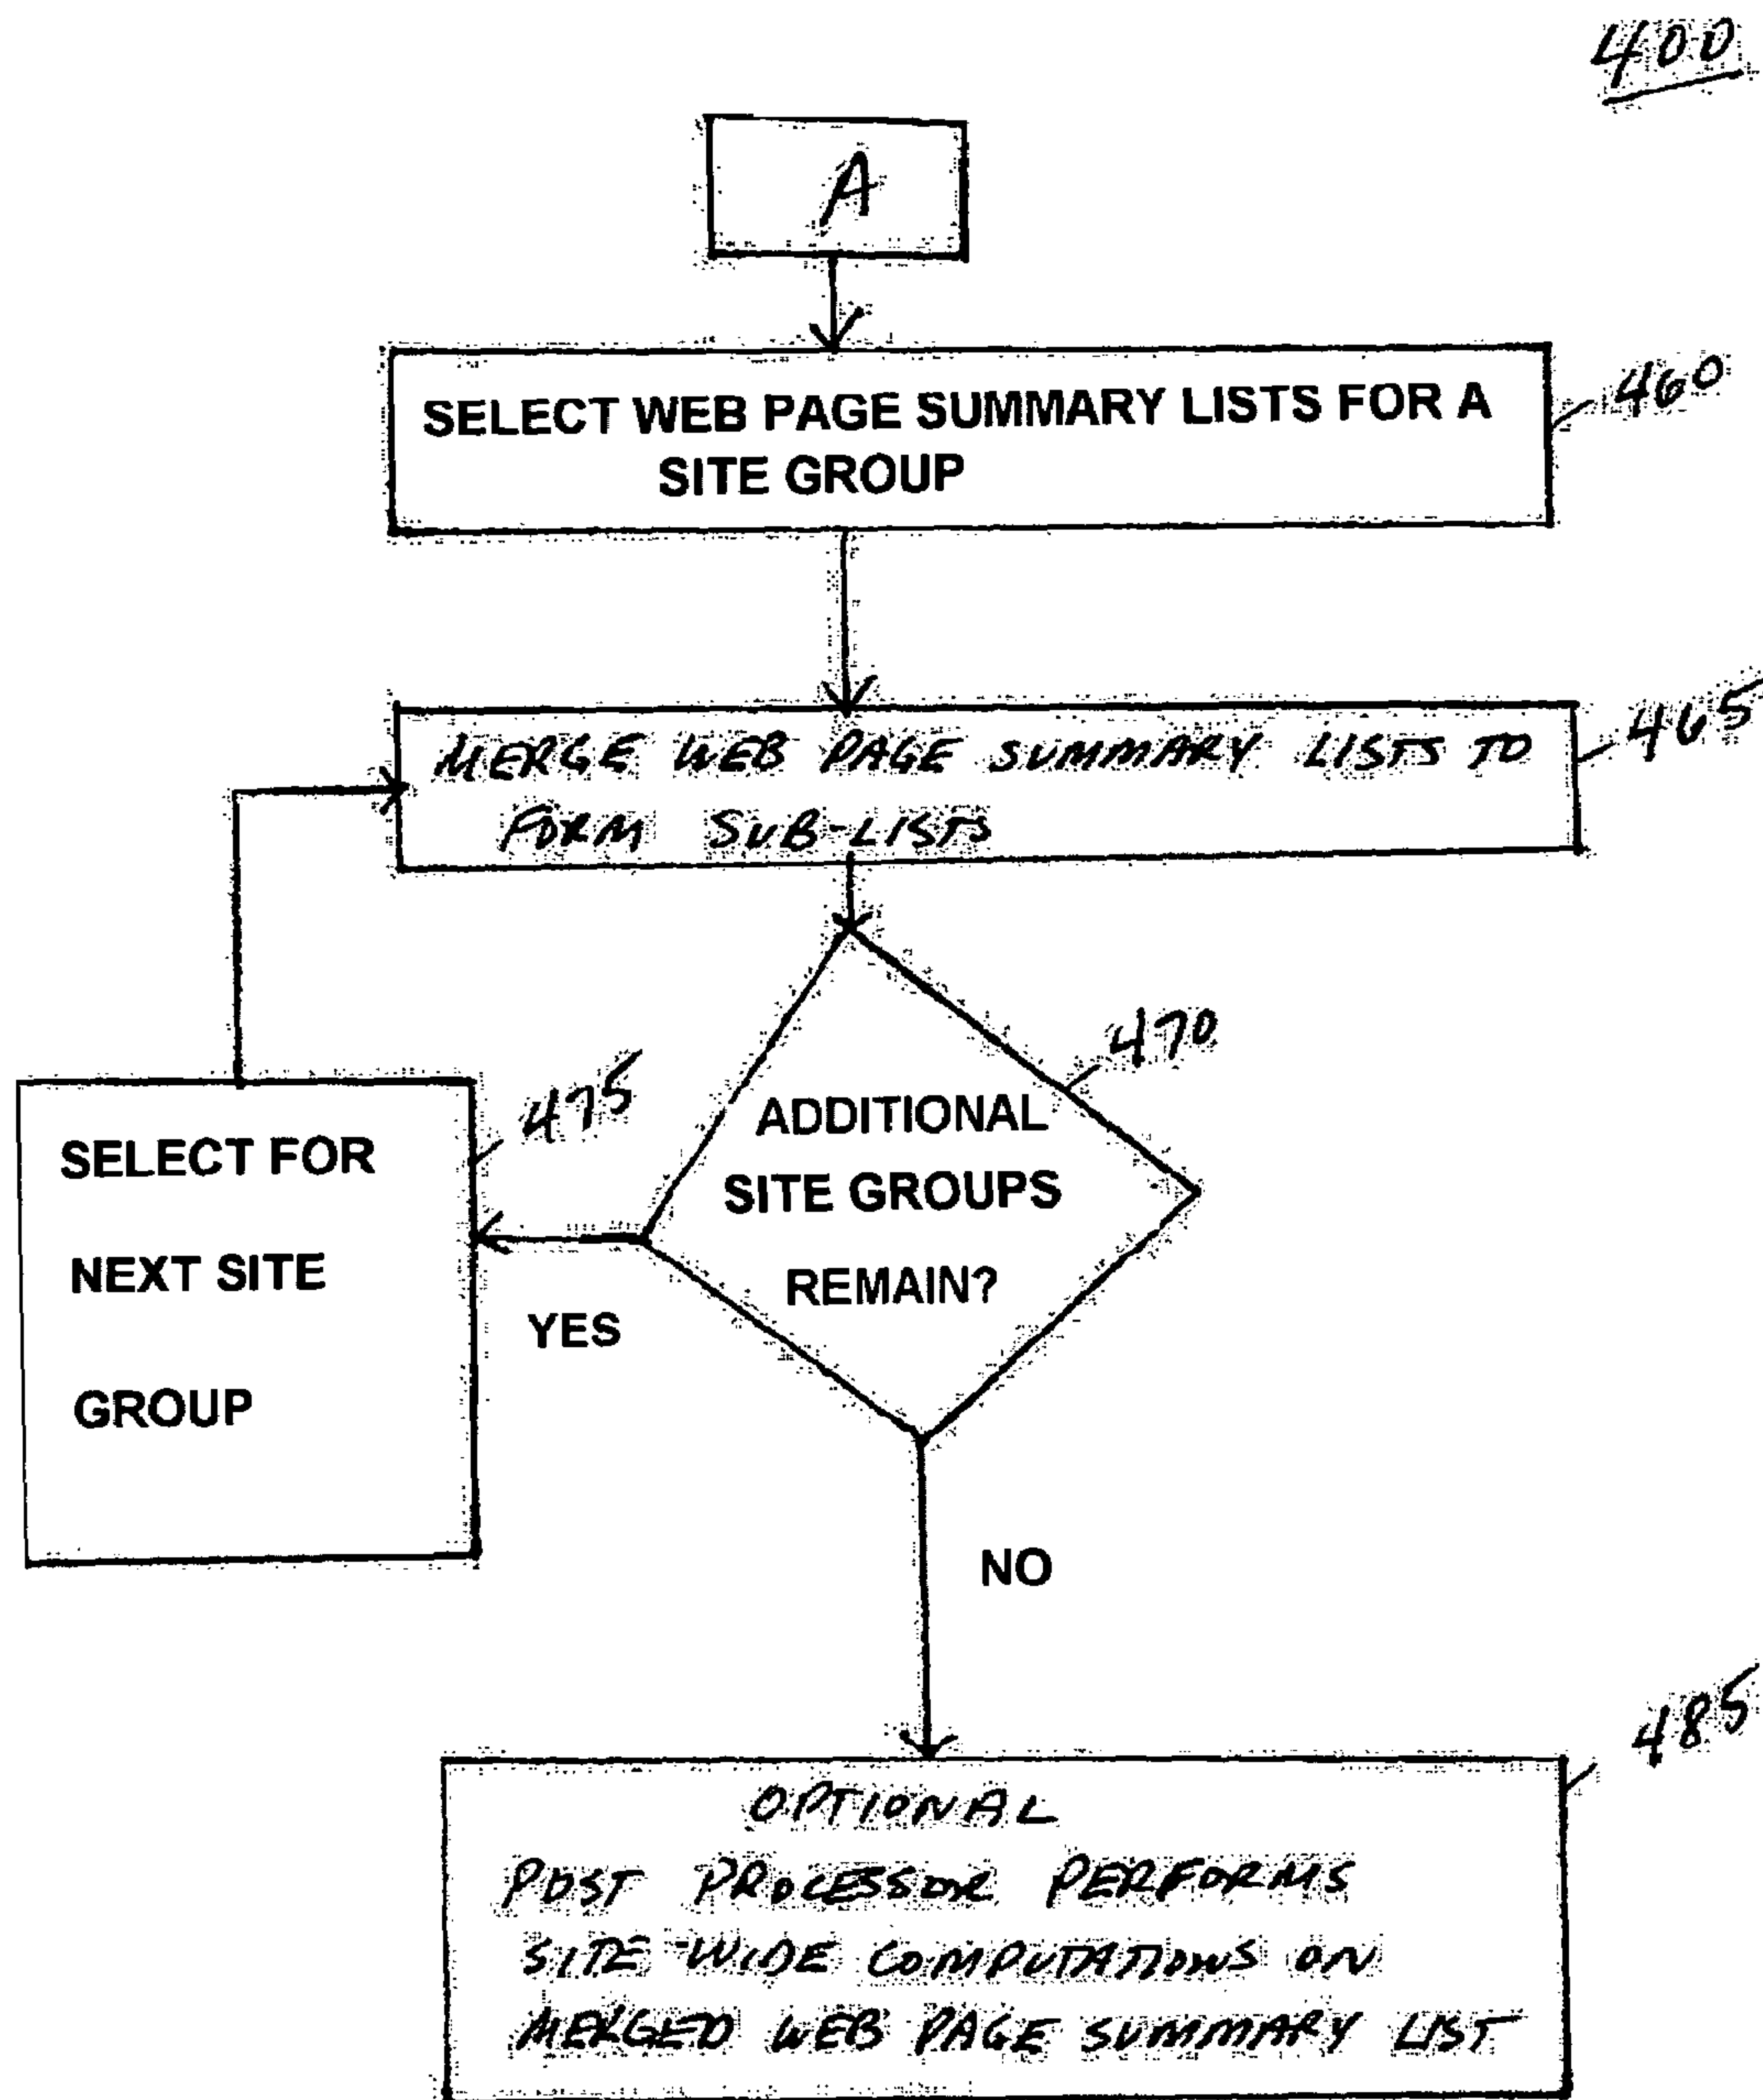 400
A
SELECT WEB PAGE SUMMARY LISTS FOR A
SITE GROUP
460
MERGE WEB PAGE SUMMARY LISTS TO
FORM SUB-LISTS
465
470
ADDITIONAL
SITE GROUPS
REMAIN?
475
SELECT FOR
NEXT SITE
GROUP
YES
NO
485
OPTIONAL
POST PROCESSOR PERFORMS
SITE-WIDE COMPUTATIONS ON
MERGED WEB PAGE SUMMARY LIST